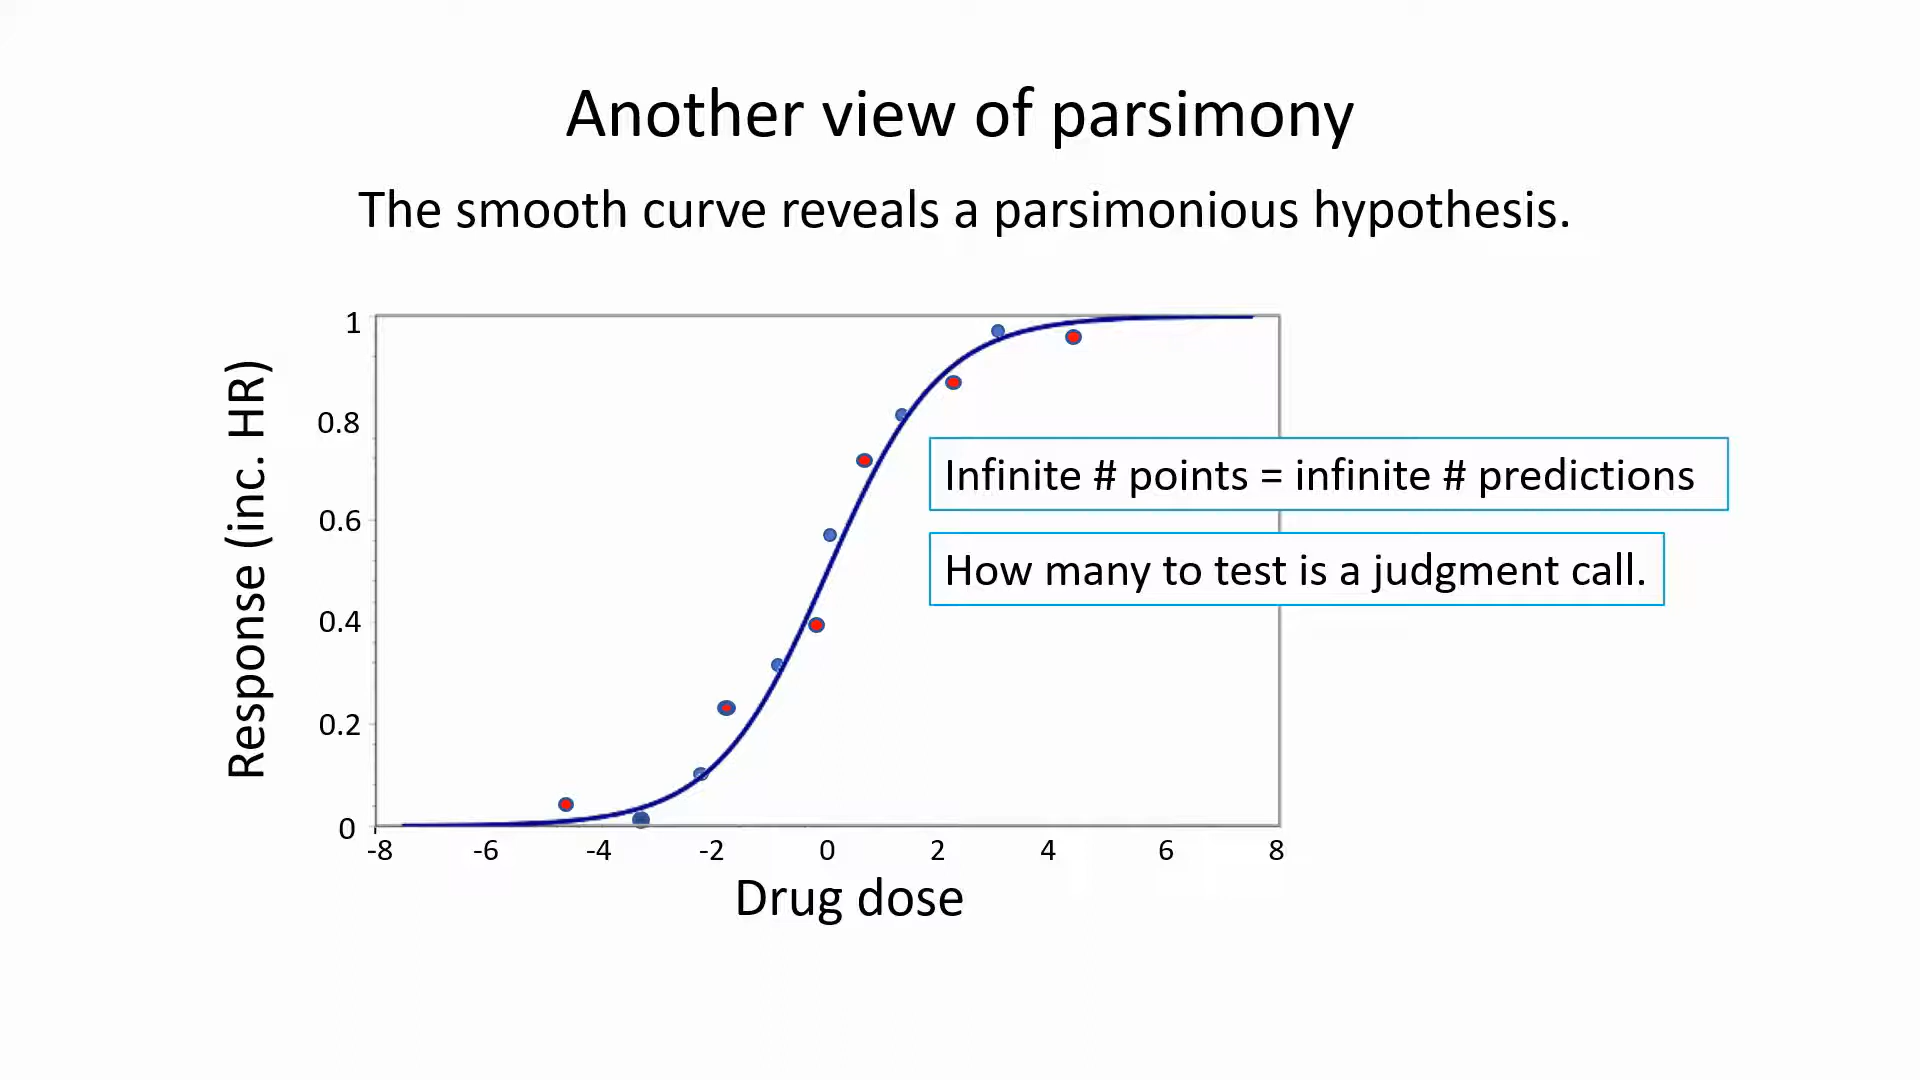 Another view of parsimony
The smooth curve reveals a parsimonious hypothesis.
Response (inc. HR)
1
0.8
0.6
0.4
0.2
0
Infinite # points = infinite # predictions
How many to test is a judgment call.
-8 -6 -4 -2 0 2 4 6 8
Drug dose